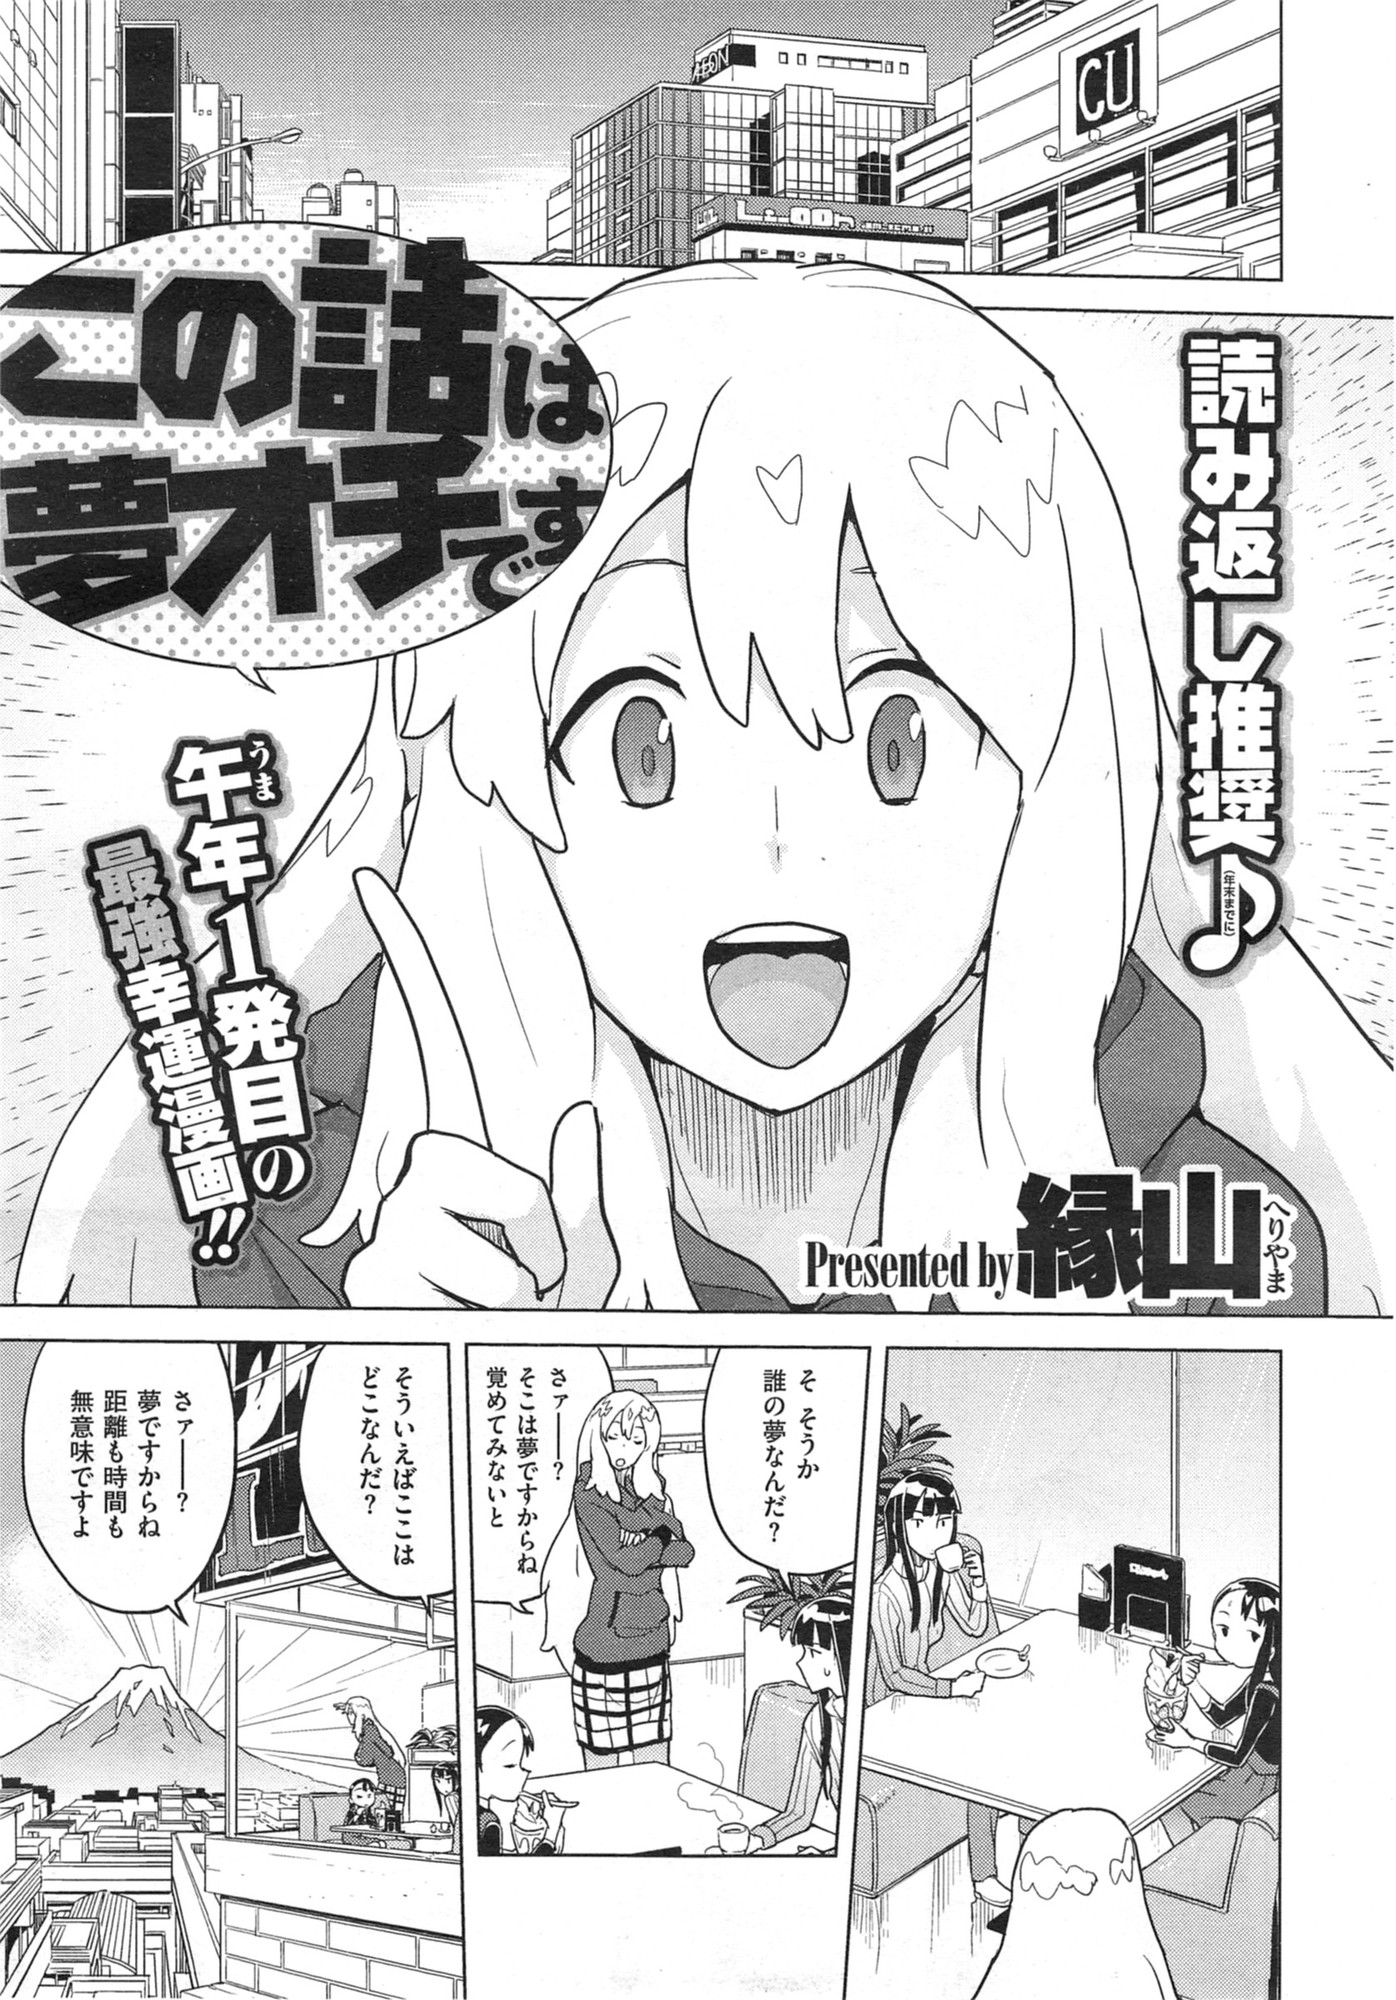 AEON
CU
この話は
夢オチです
読み返し推奨♪
(年末までに)
うま
午年1発目の
最強幸運漫画!!
Presented by縁山
へりやま
そ そうか
誰の夢なんだ?
さァ――?
そこは夢ですからね
覚めてみないと
そういえばここは
どこなんだ?
さァ――?
夢ですからね
距離も時間も
無意味ですよ